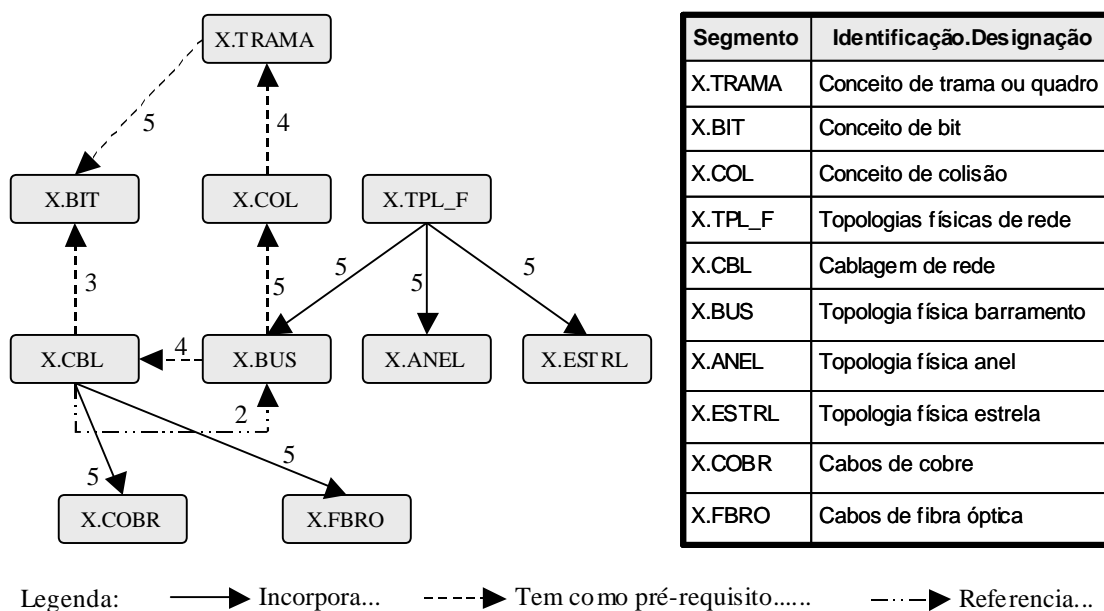 X.TRAMA
5
4
X.BIT
X.COL
X.TPL_F
3
5
5
5
5
X.CBL
4
X.BUS
X.ANEL
X.ESTRL
2
5
5
X.COBR
X.FBRO
Segmento Identificação.Designação
X.TRAMA Conceito de trama ou quadro
X.BIT Conceito de bit
X.COL Conceito de colisão
X.TPL_F Topologias físicas de rede
X.CBL Cablagem de rede
X.BUS Topologia física barramento
X.ANEL Topologia física anel
X.ESTRL Topologia física estrela
X.COBR Cabos de cobre
X.FBRO Cabos de fibra óptica
Legenda: Incorpora... Tem como pré-requisito...... Referencia...